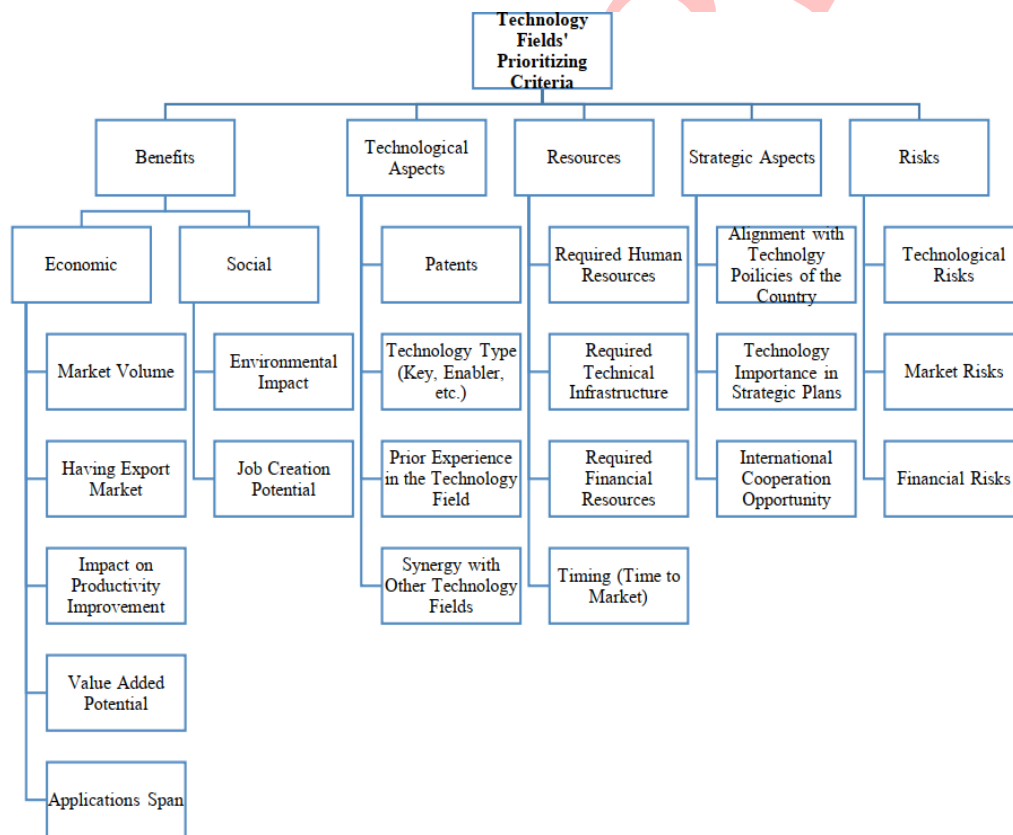 Technology
Fields'
Prioritizing
Criteria
Benefits
Technological
Aspects
Resources
Strategic Aspects
Risks
Economic
Social
Patents
Required Human
Resources
Alignment with
Technolgy
Poilicies of the
Country
Technological
Risks
Market Volume
Environmental
Impact
Technology Type
(Key, Enabler,
etc.)
Required
Technical
Infrastructure
Technology
Importance in
Strategic Plans
Market Risks
Having Export
Market
Job Creation
Potential
Prior Experience
in the Technology
Field
Required
Financial
Resources
International
Cooperation
Opportunity
Financial Risks
Impact on
Productivity
Improvement
Synergy with
Other Technology
Fields
Timing (Time to
Market)
Value Added
Potential
Applications Span